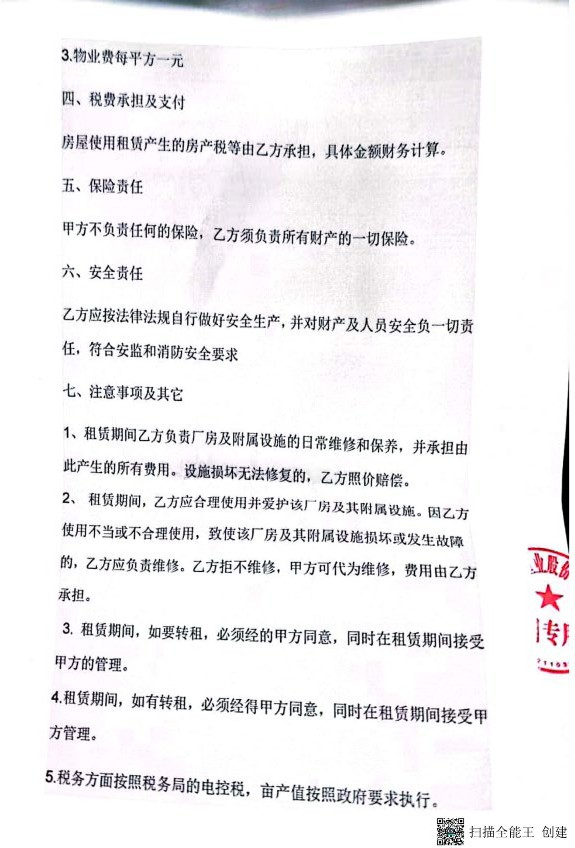 3.物业费每平方一元
四、税费承担及支付
房屋使用租赁产生的房产税等由乙方承担，具体金额财务计算。
五、保险责任
甲方不负责任何的保险，乙方须负责所有财产的一切保险。
六、安全责任
乙方应按法律法规自行做好安全生产，并对财产及人员安全负一切责
任，符合安监和消防安全要求
七、注意事项及其它
1、租赁期间乙方负责厂房及附属设施的日常维修和保养，并承担由
此产生的所有费用。设施损坏无法修复的，乙方照价赔偿。
2、 租赁期间，乙方应合理使用并爱护该厂房及其附属设施。因乙方
使用不当或不合理使用，致使该厂房及其附属设施损坏或发生故障
的，乙方应负责维修。乙方拒不维修，甲方可代为维修，费用由乙方
承担。
3. 租赁期间，如要转租，必须经的甲方同意，同时在租赁期间接受
甲方的管理。
4.租赁期间，如有转租，必须经得甲方同意，同时在租赁期间接受甲
方管理。
5.税务方面按照税务局的电控税，亩产值按照政府要求执行。
业股份
专用
扫描全能王 创建